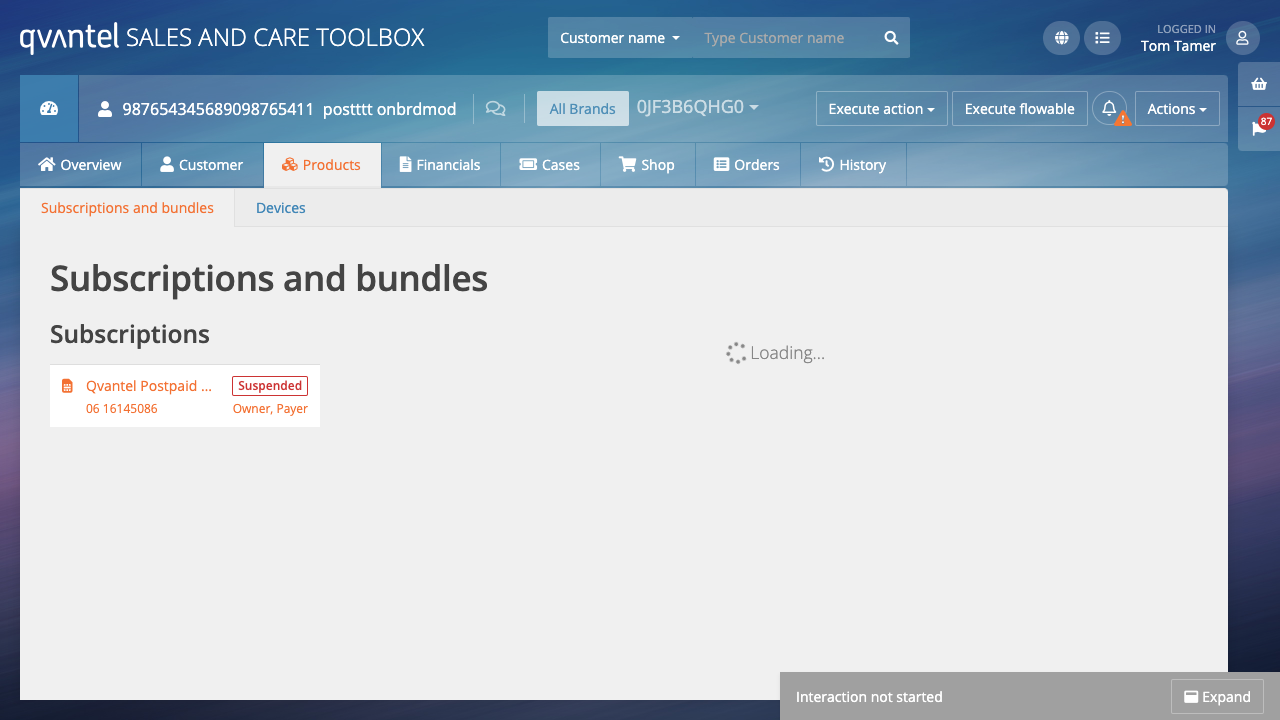 qvantel SALES AND CARE TOOLBOX
Customer name
Type Customer name
LOGGED IN
Tom Tamer
987654345689098765411 postttt onbrdmod
All Brands
0JF3B6QHG0
Execute action
Execute flowable
Actions
87
Overview
Customer
Products
Financials
Cases
Shop
Orders
History
Subscriptions and bundles
Devices
Subscriptions and bundles
Subscriptions
Loading...
Qvantel Postpaid ...
Suspended
06 16145086
Owner, Payer
Interaction not started
Expand